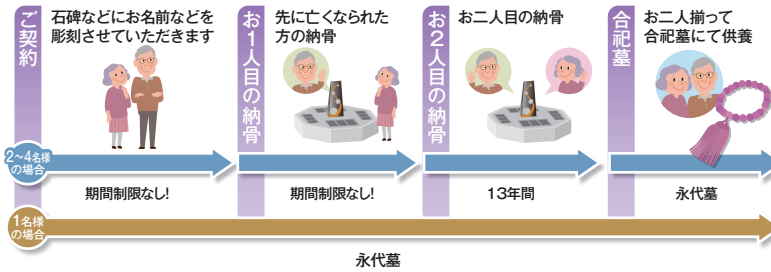 ご契約
石碑などにお名前などを
彫刻させていただきます
お1人目の納骨
先に亡くなられた
方の納骨
お2人目の納骨
お二人目の納骨
合祀墓
お二人揃って
合祀墓にて供養
2〜4名様
の場合
期間制限なし!
期間制限なし!
13年間
永代墓
1名様
の場合
永代墓